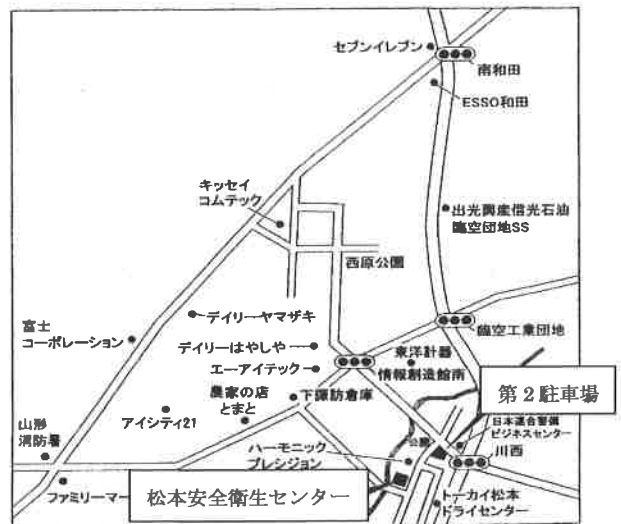 セブンイレブン
南和田
ESSO和田
キッセイ
コムテック
出光興産信光石油
臨空団地SS
西原公園
デイリーヤマザキ
富士
コーポレーション
臨空工業団地
デイリーはやしや
東洋計器
エーアイテック
情報創造館南
第2駐車場
農家の店
とまと
下諏訪倉庫
アイシティ21
日本連合警備
ビジネスセンター
山形
消防署
公園
川西
ハーモニック
プレシジョン
ファミリーマー
松本安全衛生センター
トーカイ松本
ドライセンター